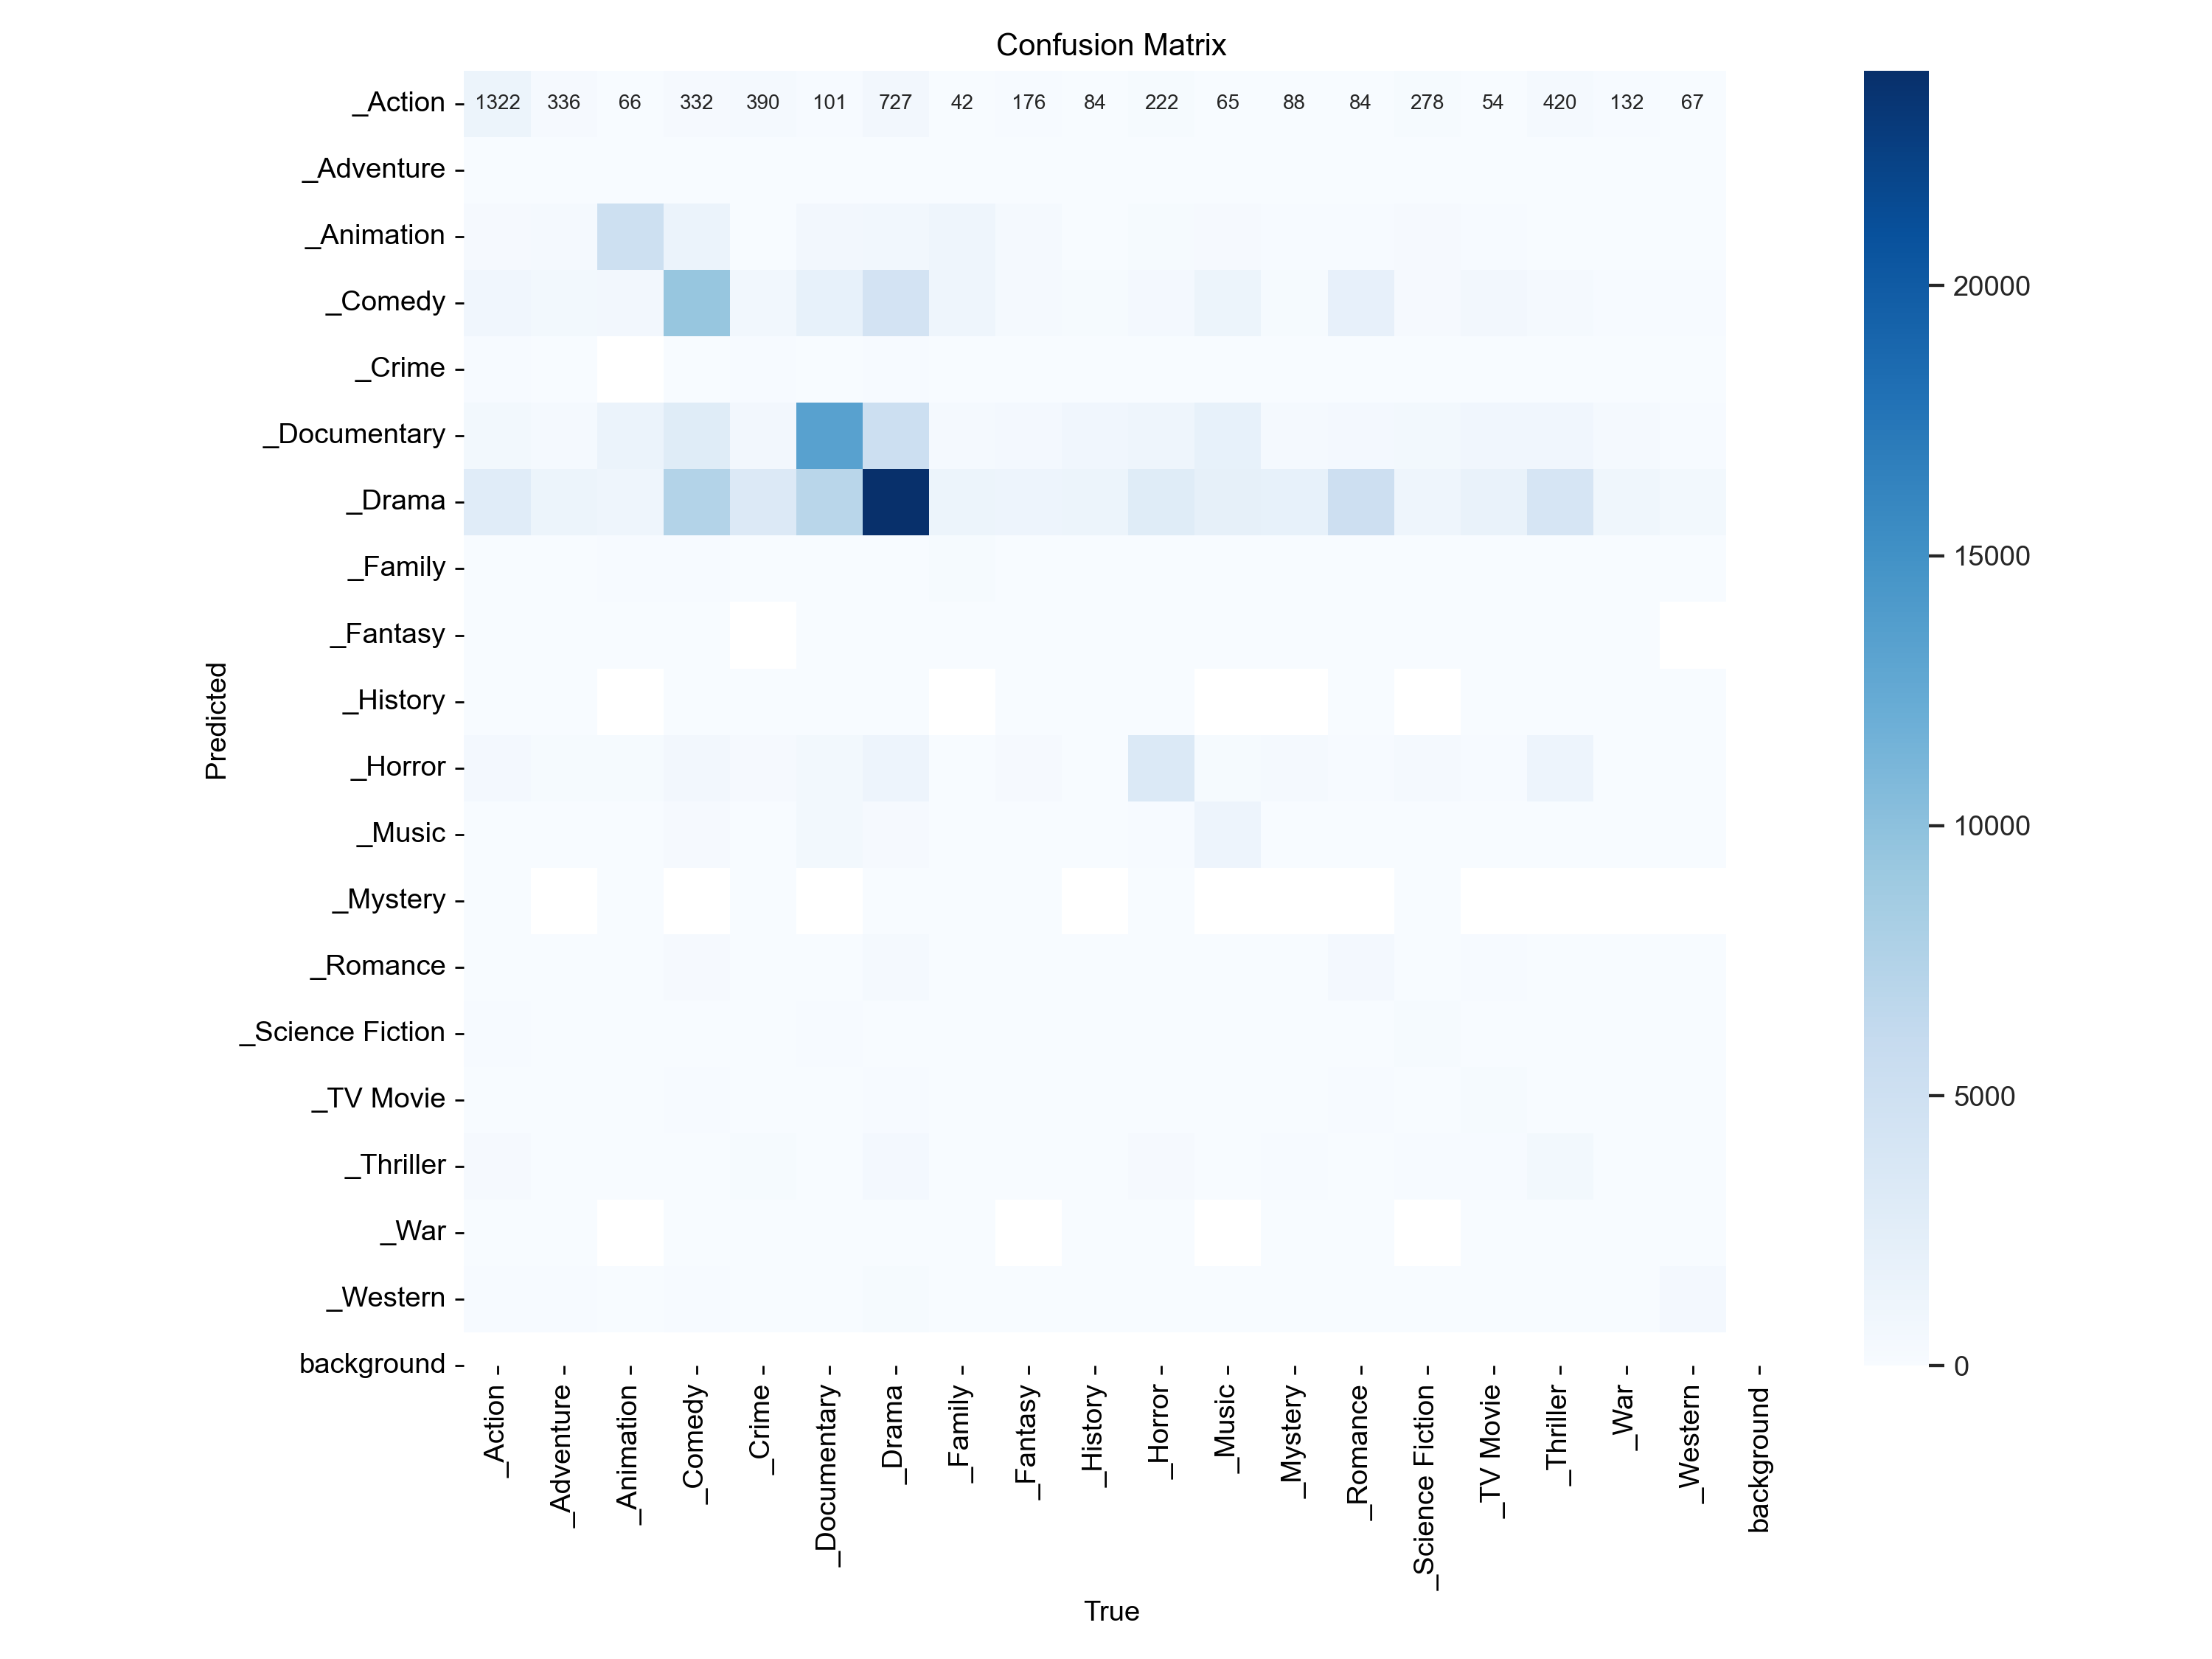 Confusion Matrix
_Action 1322 336 66 332 390 101 727 42 176 84 222 65 88 84 278 54 420 132 67
_Adventure
_Animation
_Comedy
_Crime
_Documentary
_Drama
_Family
_Fantasy
_History
_Horror
_Music
_Mystery
_Romance
_Science Fiction
_TV Movie
_Thriller
_War
_Western
background
Predicted
_Action
_Adventure
_Animation
_Comedy
_Crime
_Documentary
_Drama
_Family
_Fantasy
_History
_Horror
_Music
_Mystery
_Romance
_Science Fiction
_TV Movie
_Thriller
_War
_Western
background
True
20000
15000
10000
5000
0